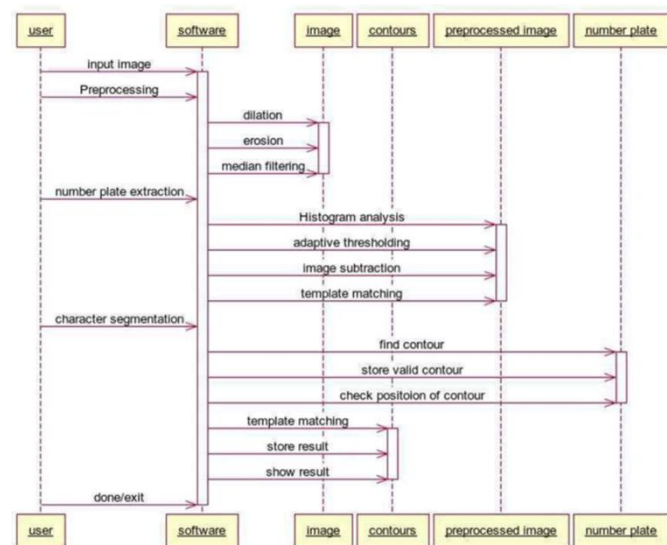 user software image contours preprocessed image number plate
input image
Preprocessing
dilation
erosion
median filtering
number plate extraction
Histogram analysis
adaptive thresholding
image subtraction
template matching
character segmentation
find contour
store valid contour
check positoion of contour
template matching
store result
show result
done/exit
user software image contours preprocessed image number plate